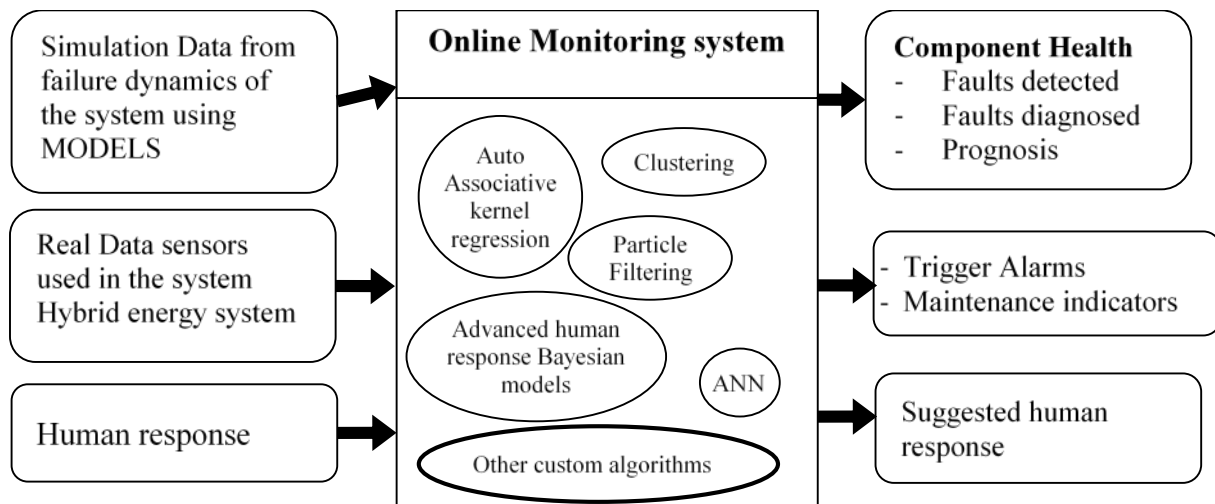 Simulation Data from
failure dynamics of
the system using
MODELS
Real Data sensors
used in the system
Hybrid energy system
Human response
Online Monitoring system
Auto
Associative
kernel
regression
Clustering
Particle
Filtering
Advanced human
response Bayesian
models
ANN
Other custom algorithms
Component Health
- Faults detected
- Faults diagnosed
- Prognosis
- Trigger Alarms
- Maintenance indicators
Suggested human
response